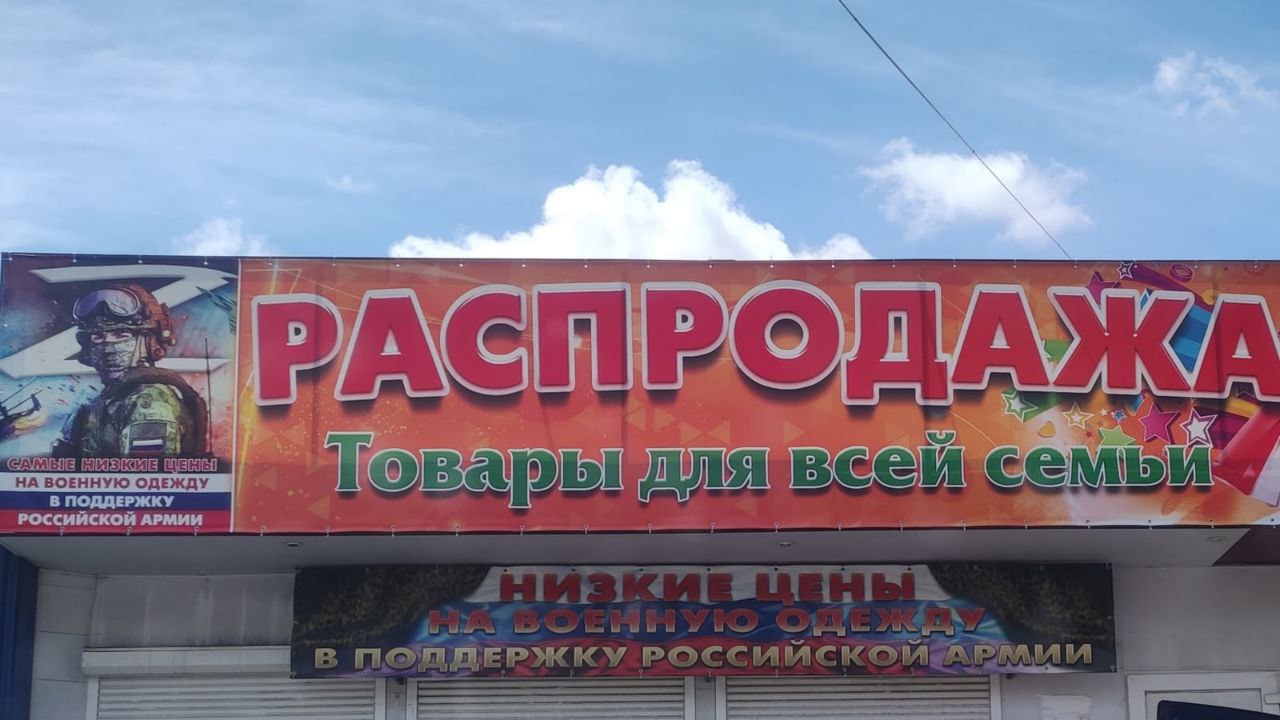 Z
САМЫЕ НИЗКИЕ ЦЕНЫ
НА ВОЕННУЮ ОДЕЖДУ
В ПОДДЕРЖКУ
РОССИЙСКОЙ АРМИИ
РАСПРОДАЖА
Товары для всей семьи
НИЗКИЕ ЦЕНЫ
НА ВОЕННУЮ ОДЕЖДУ
В ПОДДЕРЖКУ РОССИЙСКОЙ АРМИИ